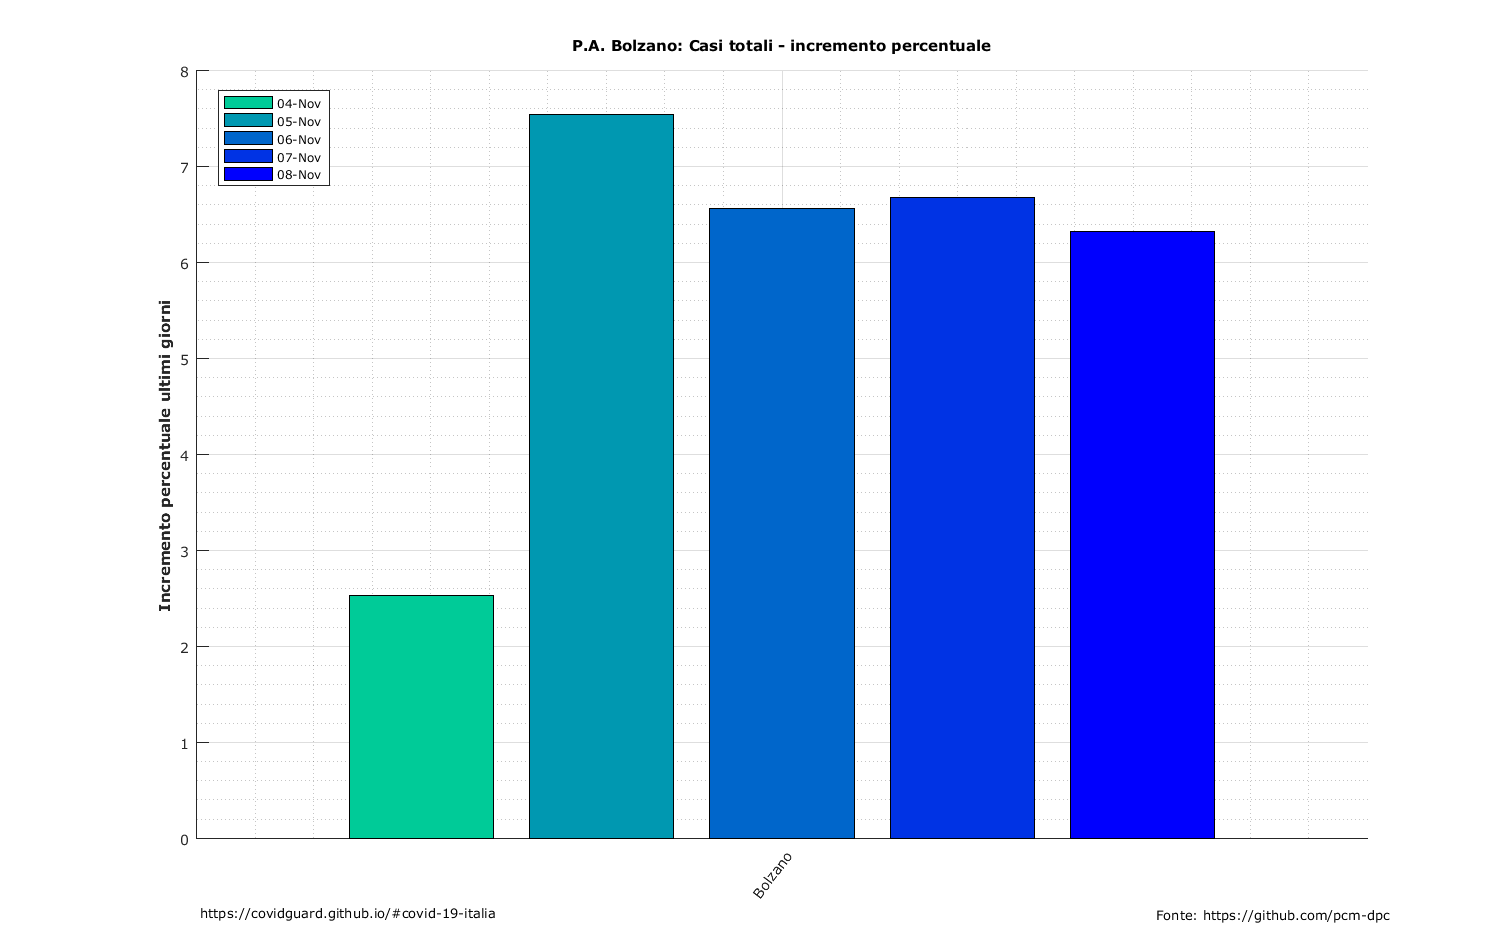 P.A. Bolzano: Casi totali - incremento percentuale
8
7
6
5
4
3
2
1
0
Incremento percentuale ultimi giorni
04-Nov
05-Nov
06-Nov
07-Nov
08-Nov
Bolzano
https://covidguard.github.io/#covid-19-italia
Fonte: https://github.com/pcm-dpc